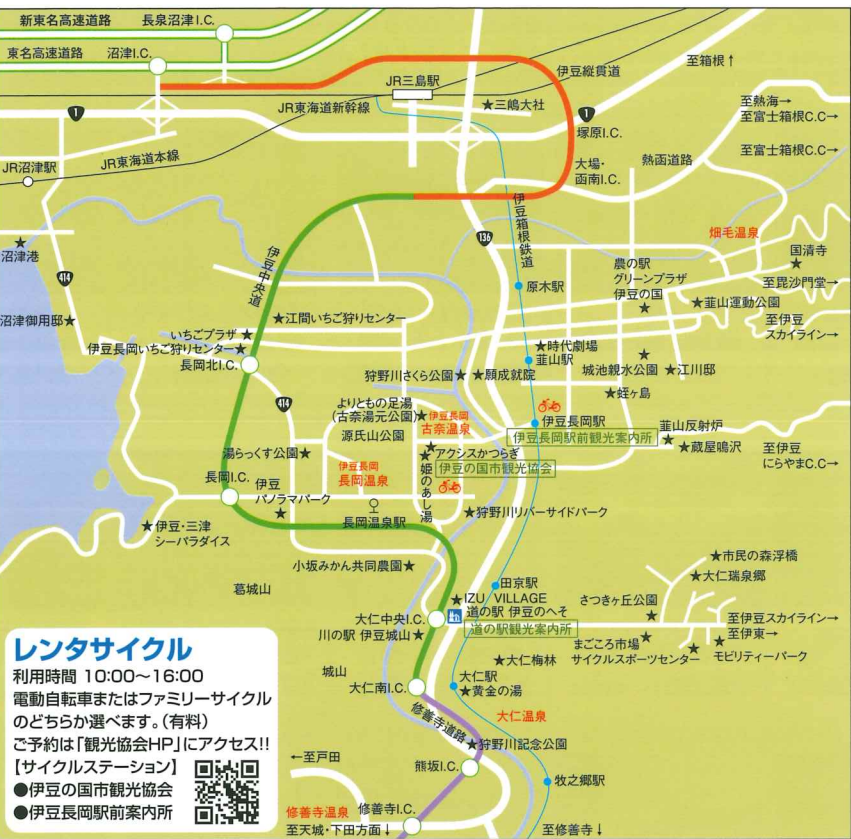 新東名高速道路
長泉沼津I.C.
東名高速道路
沼津I.C.
伊豆縦貫道
至箱根↑
JR三島駅
JR東海道新幹線
★三嶋大社
1
1
塚原I.C.
至熱海→
至富士箱根C.C→
至富士箱根C.C→
JR沼津駅
JR東海道本線
大場・
函南I.C.
熱函道路
伊豆箱根鉄道
136
畑毛温泉
国清寺
★
★
沼津港
414
伊豆中央道
原木駅
農の駅
グリーンプラザ
伊豆の国
★
至毘沙門堂→
★韮山運動公園
至伊豆
スカイライン→
沼津御用邸★
★江間いちご狩りセンター
いちごプラザ★
伊豆長岡いちご狩りセンター★
長岡北I.C.
★時代劇場
韮山駅
★
城池親水公園
★江川邸
狩野川さくら公園★
★願成就院
★蛭ヶ島
414
よりともの足湯
(古奈湯元公園)★
伊豆長岡
古奈温泉
源氏山公園
伊豆長岡駅
伊豆長岡駅前観光案内所
韮山反射炉
★
★蔵屋鳴沢
至伊豆
にらやまC.C→
湯らっくす公園★
★アクシスかつらぎ
伊豆の国市観光協会
★姫のあし湯
伊豆長岡
長岡温泉
長岡I.C.
伊豆
パノラマパーク
★
長岡温泉駅
★狩野川リバーサイドパーク
★伊豆・三津
シーパラダイス
小坂みかん共同農園★
葛城山
田京駅
★IZU VILLAGE
道の駅 伊豆のへそ
道の駅観光案内所
大仁中央I.C.
川の駅 伊豆城山★
★市民の森浮橋
★大仁瑞泉郷
さつきヶ丘公園
★
至伊豆スカイライン→
至伊東→
まごころ市場
★
サイクルスポーツセンター
★
★
モビリティーパーク
城山
★大仁梅林
大仁駅
★黄金の湯
大仁南I.C.
大仁温泉
修善寺道路
★狩野川記念公園
熊坂I.C.
←至戸田
牧之郷駅
修善寺温泉
修善寺I.C.
至天城・下田方面↓
至修善寺↓
レンタサイクル
利用時間 10:00～16:00
電動自転車またはファミリーサイクル
のどちらか選べます。(有料)
ご予約は「観光協会HP」にアクセス!!
【サイクルステーション】
●伊豆の国市観光協会
●伊豆長岡駅前案内所